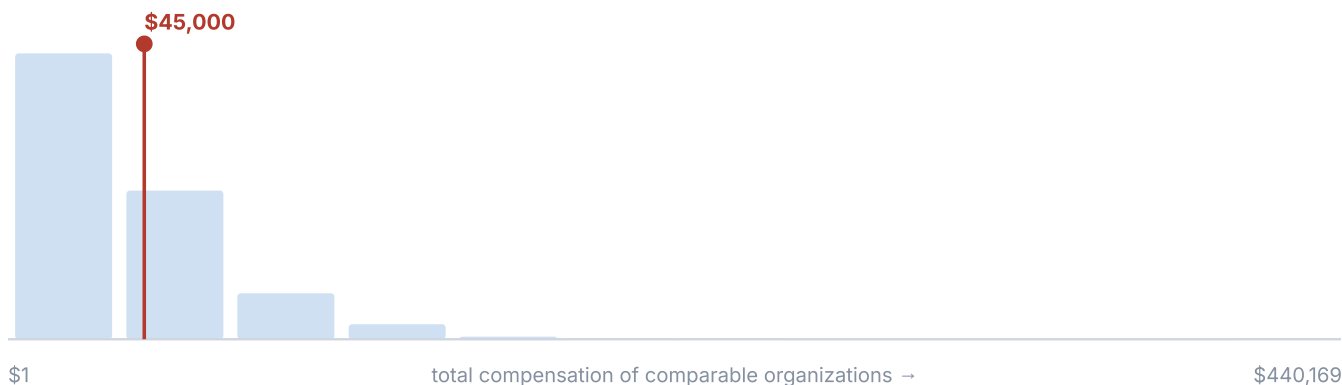 $45,000
$1
total compensation of comparable organizations →
$440,169